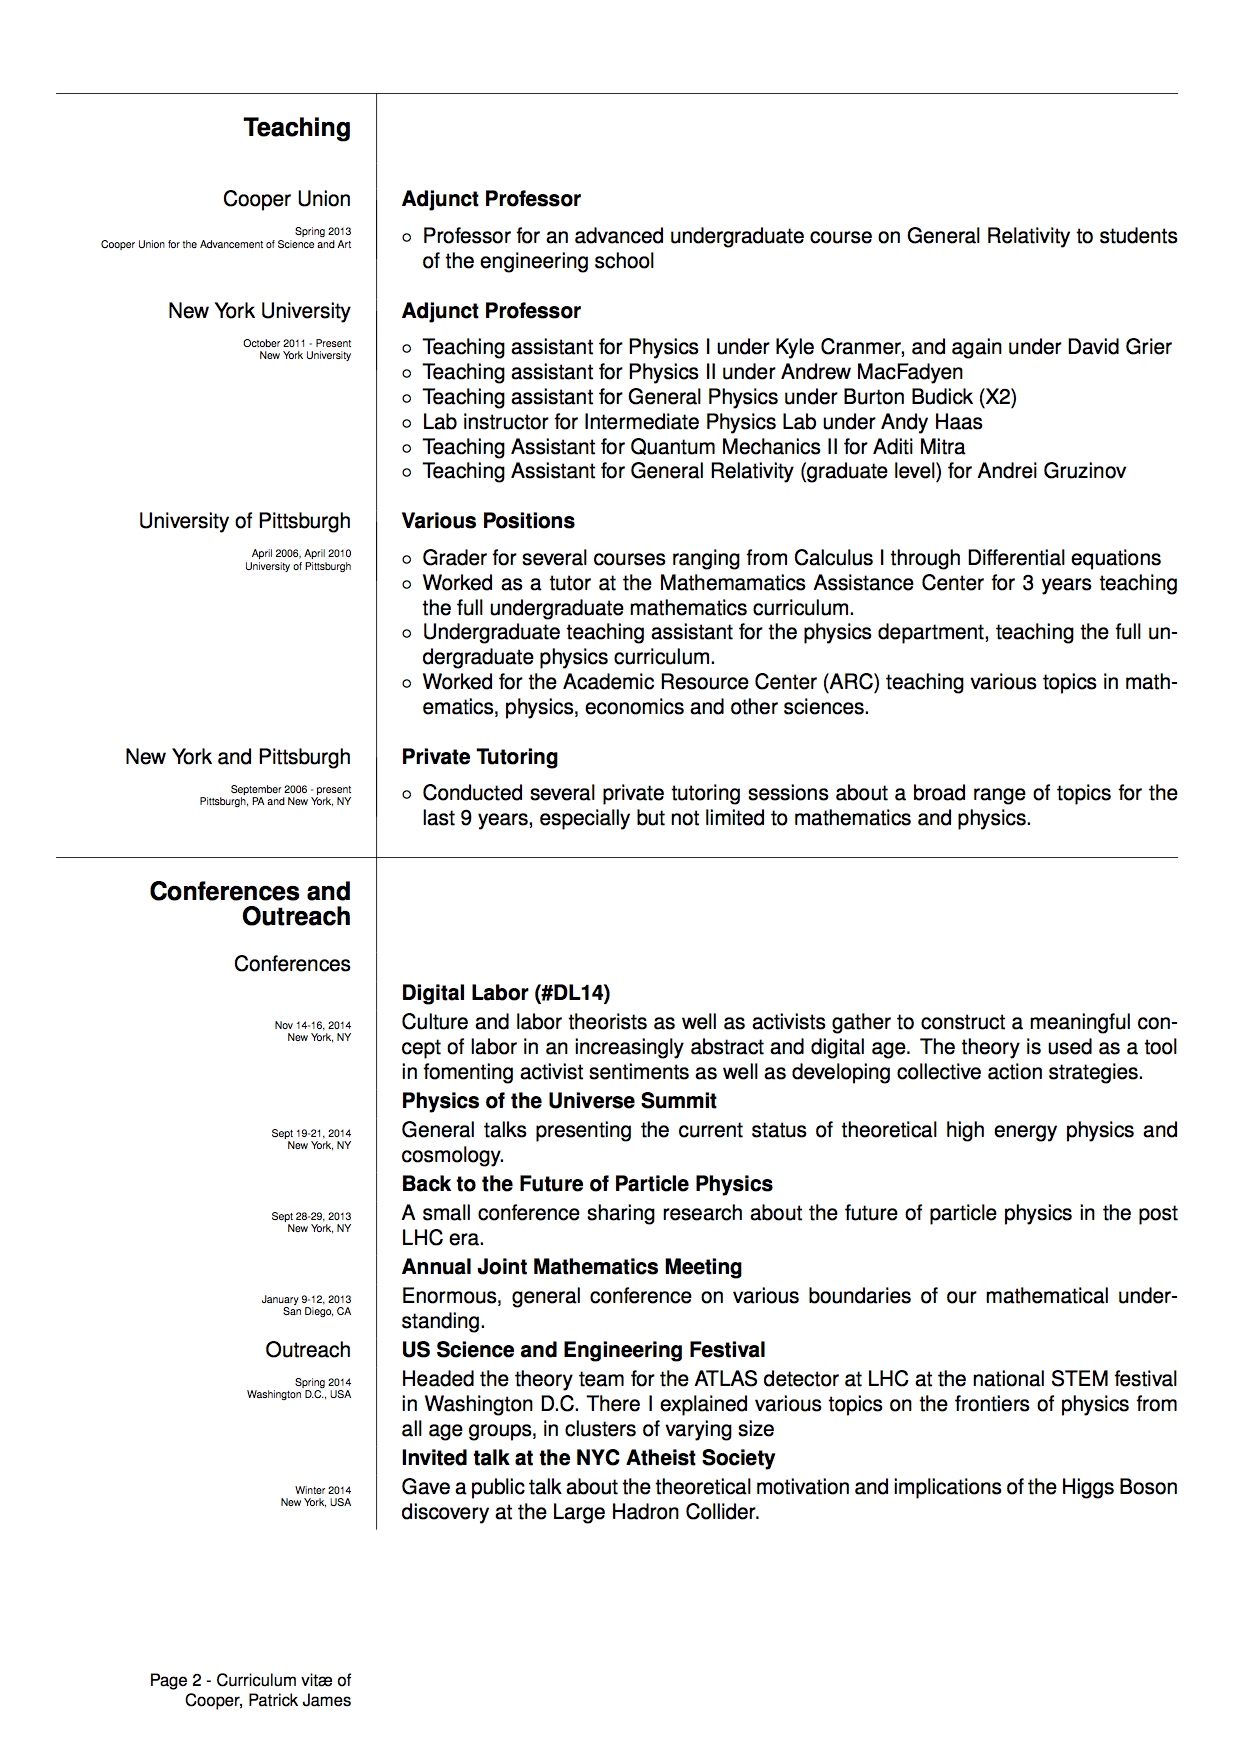 Teaching
Cooper Union
Spring 2013
Cooper Union for the Advancement of Science and Art
Adjunct Professor
◦ Professor for an advanced undergraduate course on General Relativity to students
of the engineering school
New York University
October 2011 - Present
New York University
Adjunct Professor
◦ Teaching assistant for Physics I under Kyle Cranmer, and again under David Grier
◦ Teaching assistant for Physics II under Andrew MacFadyen
◦ Teaching assistant for General Physics under Burton Budick (X2)
◦ Lab instructor for Intermediate Physics Lab under Andy Haas
◦ Teaching Assistant for Quantum Mechanics II for Aditi Mitra
◦ Teaching Assistant for General Relativity (graduate level) for Andrei Gruzinov
University of Pittsburgh
April 2006, April 2010
University of Pittsburgh
Various Positions
◦ Grader for several courses ranging from Calculus I through Differential equations
◦ Worked as a tutor at the Mathemamatics Assistance Center for 3 years teaching
the full undergraduate mathematics curriculum.
◦ Undergraduate teaching assistant for the physics department, teaching the full un-
dergraduate physics curriculum.
◦ Worked for the Academic Resource Center (ARC) teaching various topics in math-
ematics, physics, economics and other sciences.
New York and Pittsburgh
September 2006 - present
Pittsburgh, PA and New York, NY
Private Tutoring
◦ Conducted several private tutoring sessions about a broad range of topics for the
last 9 years, especially but not limited to mathematics and physics.
Conferences and
Outreach
Conferences
Digital Labor (#DL14)
Nov 14-16, 2014
New York, NY
Culture and labor theorists as well as activists gather to construct a meaningful con-
cept of labor in an increasingly abstract and digital age. The theory is used as a tool
in fomenting activist sentiments as well as developing collective action strategies.
Physics of the Universe Summit
Sept 19-21, 2014
New York, NY
General talks presenting the current status of theoretical high energy physics and
cosmology.
Back to the Future of Particle Physics
Sept 28-29, 2013
New York, NY
A small conference sharing research about the future of particle physics in the post
LHC era.
Annual Joint Mathematics Meeting
January 9-12, 2013
San Diego, CA
Enormous, general conference on various boundaries of our mathematical under-
standing.
Outreach
Spring 2014
Washington D.C., USA
US Science and Engineering Festival
Headed the theory team for the ATLAS detector at LHC at the national STEM festival
in Washington D.C. There I explained various topics on the frontiers of physics from
all age groups, in clusters of varying size
Invited talk at the NYC Atheist Society
Winter 2014
New York, USA
Gave a public talk about the theoretical motivation and implications of the Higgs Boson
discovery at the Large Hadron Collider.
Page 2 - Curriculum vitæ of
Cooper, Patrick James